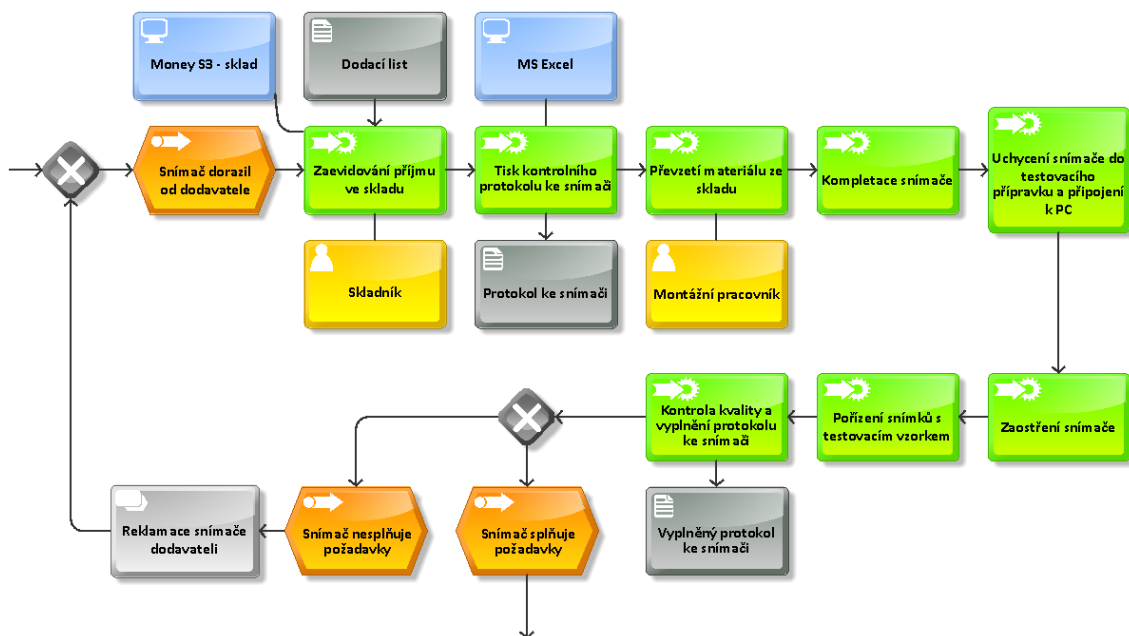 Money S3 - sklad
Dodací list
MS Excel
Snímač dorazil
od dodavatele
Zaevidování příjmu
ve skladu
Tisk kontrolního
protokolu ke snímači
Převzetí materiálu ze
skladu
Kompletace snímače
Uchycení snímače do
testovacího
přípravku a připojení
k PC
Skladník
Protokol ke snímači
Montážní pracovník
Kontrola kvality a
vyplnění protokolu
ke snímači
Pořízení snímků s
testovacím vzorkem
Zaostření snímače
Reklamace snímače
dodavateli
Snímač nesplňuje
požadavky
Snímač splňuje
požadavky
Vyplněný protokol
ke snímači